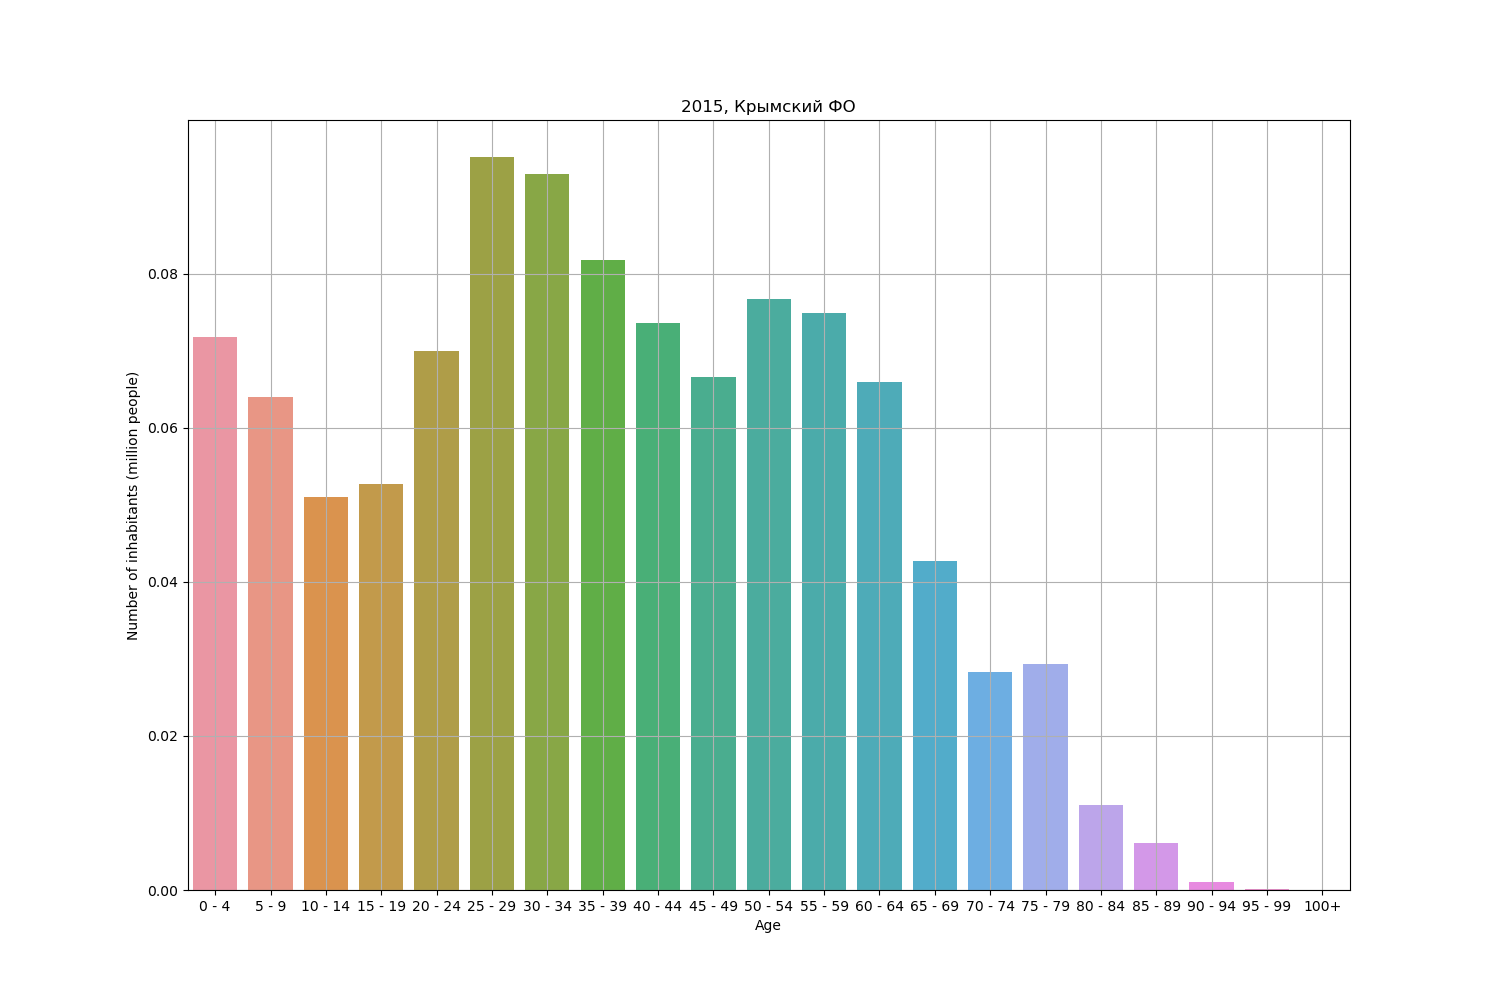 2015, Крымский ФО
Number of inhabitants (million people)
0.08
0.06
0.04
0.02
0.00
0 - 4 5 - 9 10 - 14 15 - 19 20 - 24 25 - 29 30 - 34 35 - 39 40 - 44 45 - 49 50 - 54 55 - 59 60 - 64 65 - 69 70 - 74 75 - 79 80 - 84 85 - 89 90 - 94 95 - 99 100+
Age